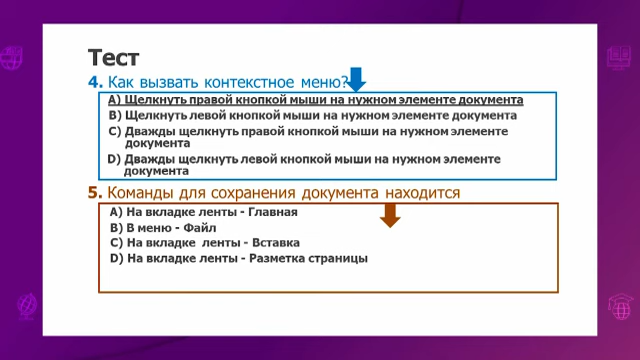 Тест
4. Как вызвать контекстное меню?
A) Щелкнуть правой кнопкой мыши на нужном элементе документа
B) Щелкнуть левой кнопкой мыши на нужном элементе документа
C) Дважды щелкнуть правой кнопкой мыши на нужном элементе
документа
D) Дважды щелкнуть левой кнопкой мыши на нужном элементе
документа
5. Команды для сохранения документа находится
A) На вкладке ленты - Главная
B) В меню - Файл
C) На вкладке ленты - Вставка
D) На вкладке ленты - Разметка страницы